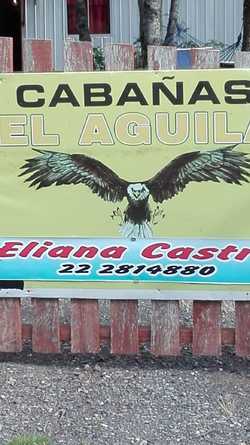 CABAÑAS
EL AGUILA
Eliana Castr
22 2814880